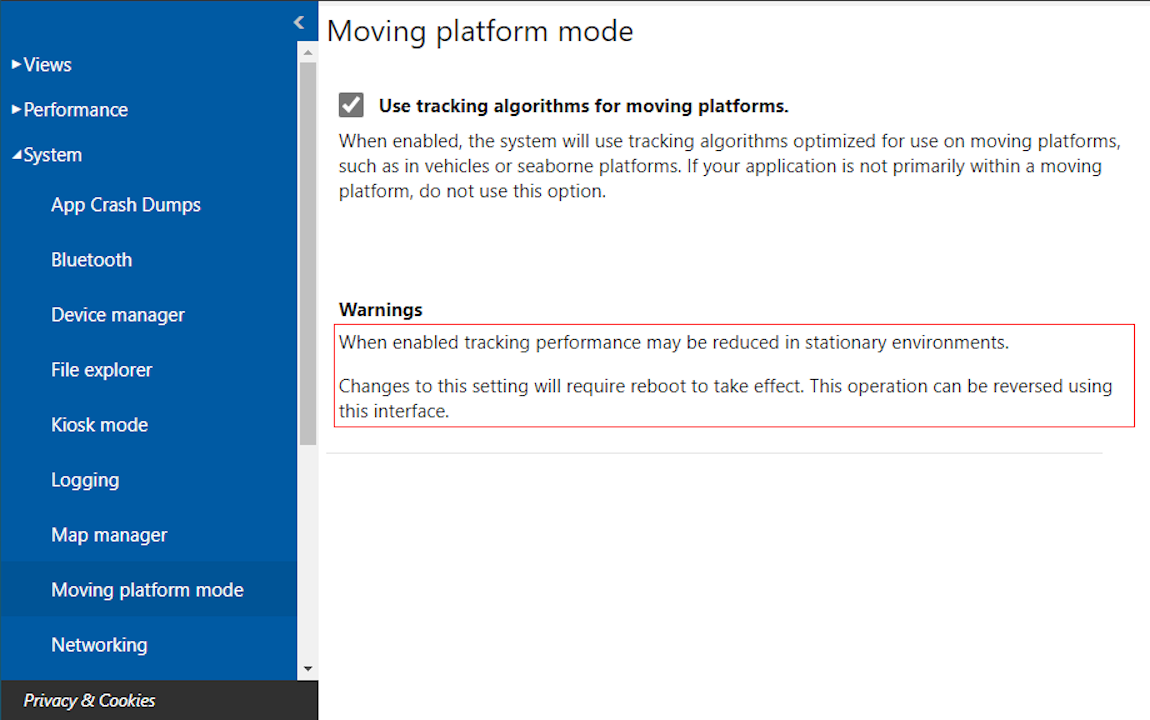 Moving platform mode
Views
Performance
System
App Crash Dumps
Bluetooth
Device manager
File explorer
Kiosk mode
Logging
Map manager
Moving platform mode
Networking
Privacy & Cookies
Use tracking algorithms for moving platforms.
When enabled, the system will use tracking algorithms optimized for use on moving platforms,
such as in vehicles or seaborne platforms. If your application is not primarily within a moving
platform, do not use this option.
Warnings
When enabled tracking performance may be reduced in stationary environments.
Changes to this setting will require reboot to take effect. This operation can be reversed using
this interface.